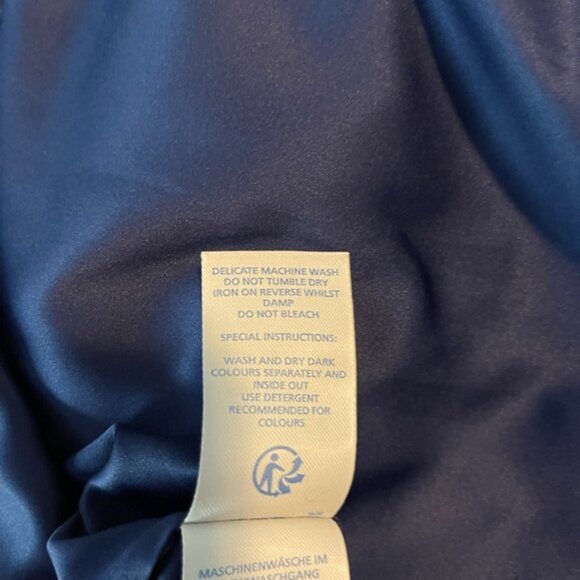 DELICATE MACHINE WASH
DO NOT TUMBLE DRY
IRON ON REVERSE WHILST
DAMP
DO NOT BLEACH
SPECIAL INSTRUCTIONS:
WASH AND DRY DARK
COLOURS SEPARATELY AND
INSIDE OUT
USE DETERGENT
RECOMMENDED FOR
COLOURS
MASCHINENWÄSCHE IM